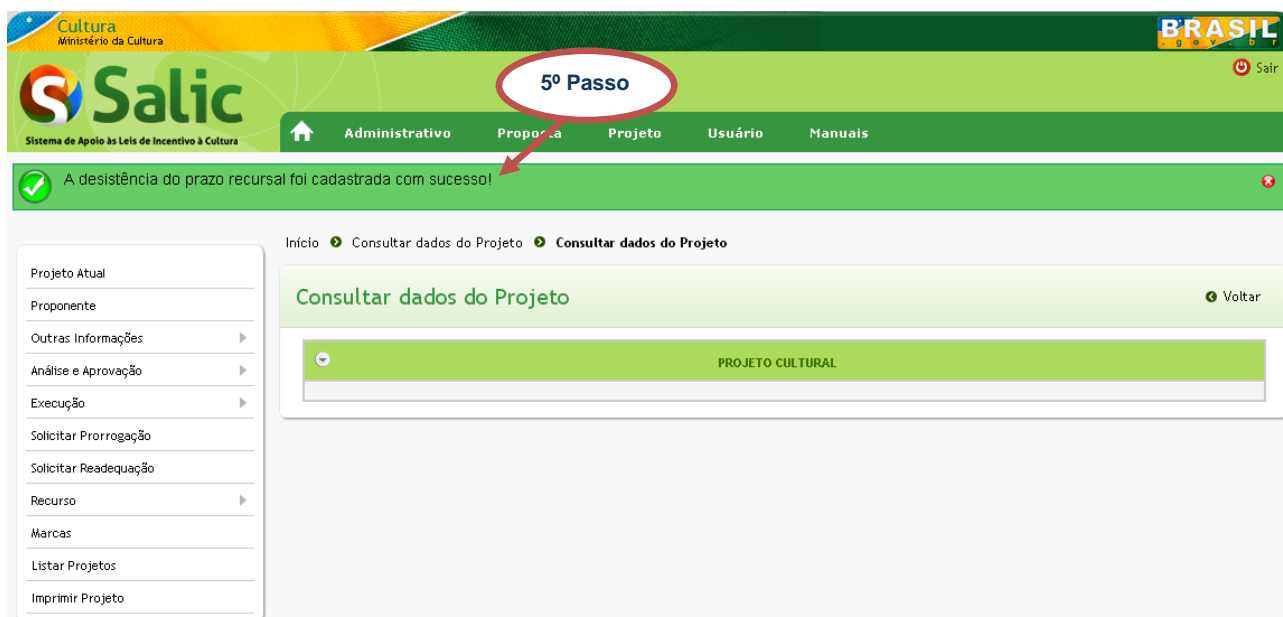 Cultura
Ministério da Cultura
BRASIL
.gov.br
Sair
5º Passo
Salic
Sistema de Apoio às Leis de Incentivo à Cultura
Administrativo Proposta Projeto Usuário Manuais
A desistência do prazo recursal foi cadastrada com sucesso!
Início Consultar dados do Projeto Consultar dados do Projeto
Consultar dados do Projeto
Voltar
PROJETO CULTURAL
Projeto Atual
Proponente
Outras Informações
Análise e Aprovação
Execução
Solicitar Prorrogação
Solicitar Readequação
Recurso
Marcas
Listar Projetos
Imprimir Projeto